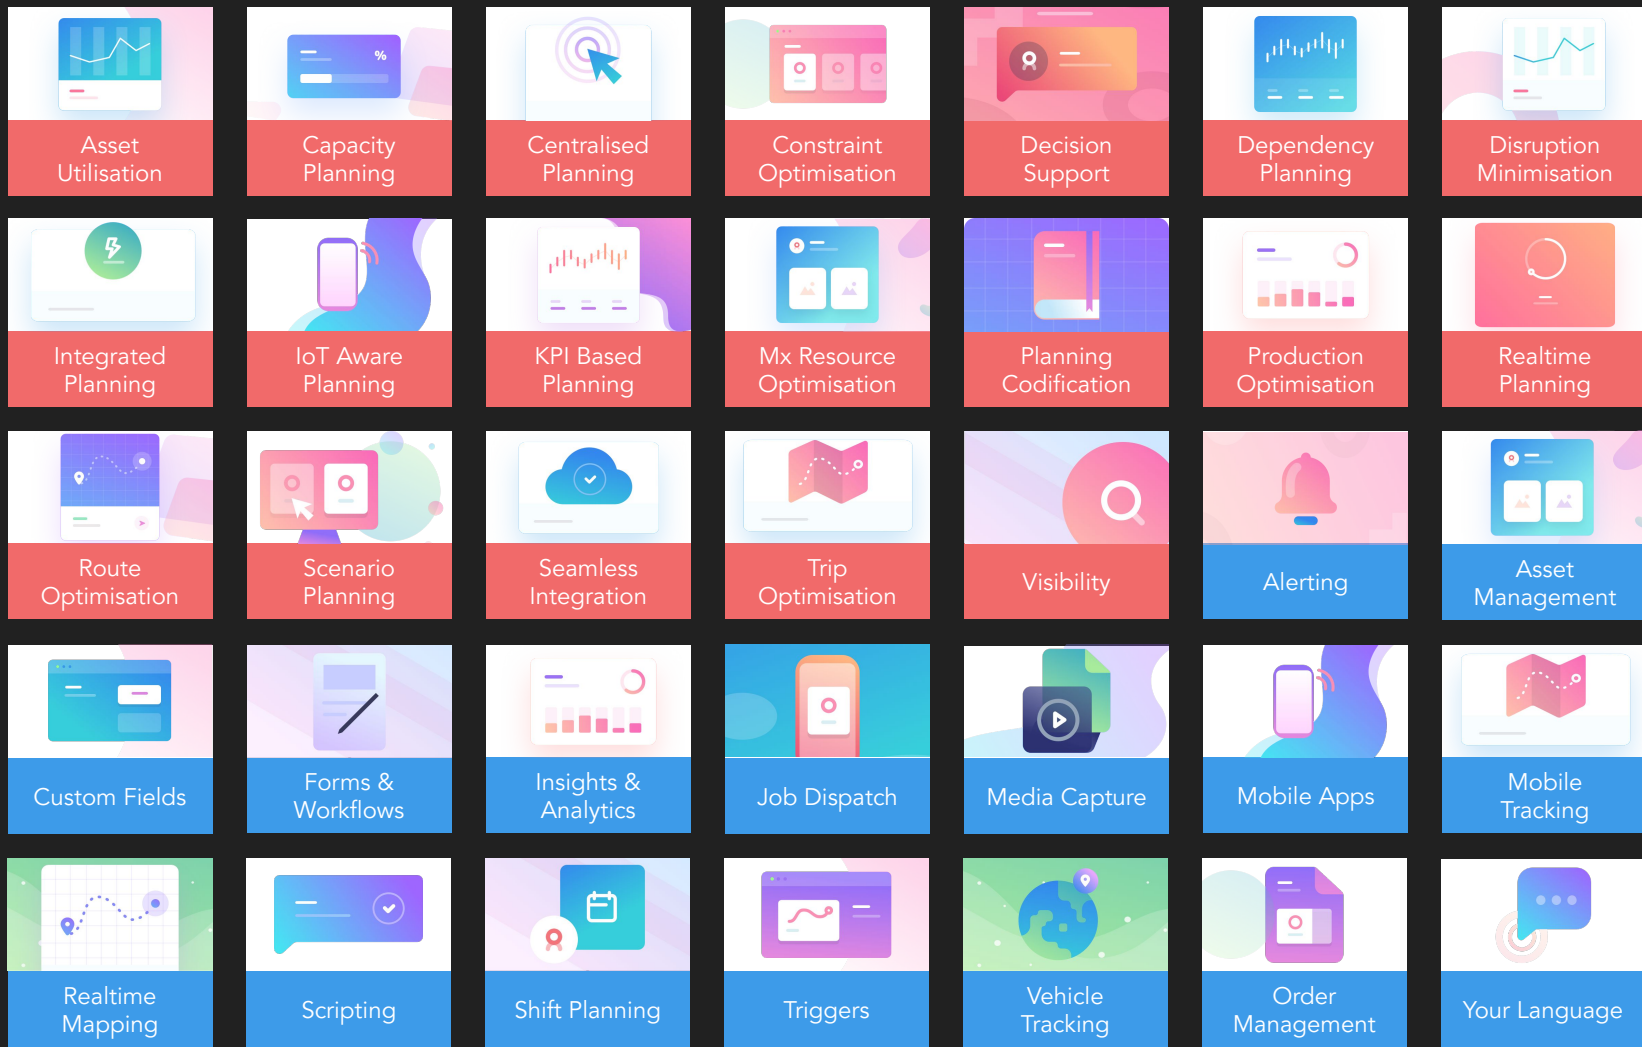 %
Asset
Utilisation
Capacity
Planning
Centralised
Planning
Constraint
Optimisation
Decision
Support
Dependency
Planning
Disruption
Minimisation
Integrated
Planning
IoT Aware
Planning
KPI Based
Planning
Mx Resource
Optimisation
Planning
Codification
Production
Optimisation
Realtime
Planning
Route
Optimisation
Scenario
Planning
Seamless
Integration
Trip
Optimisation
Visibility
Alerting
Asset
Management
Custom Fields
Forms &
Workflows
Insights &
Analytics
Job Dispatch
Media Capture
Mobile Apps
Mobile
Tracking
Realtime
Mapping
Scripting
Shift Planning
Triggers
Vehicle
Tracking
Order
Management
Your Language